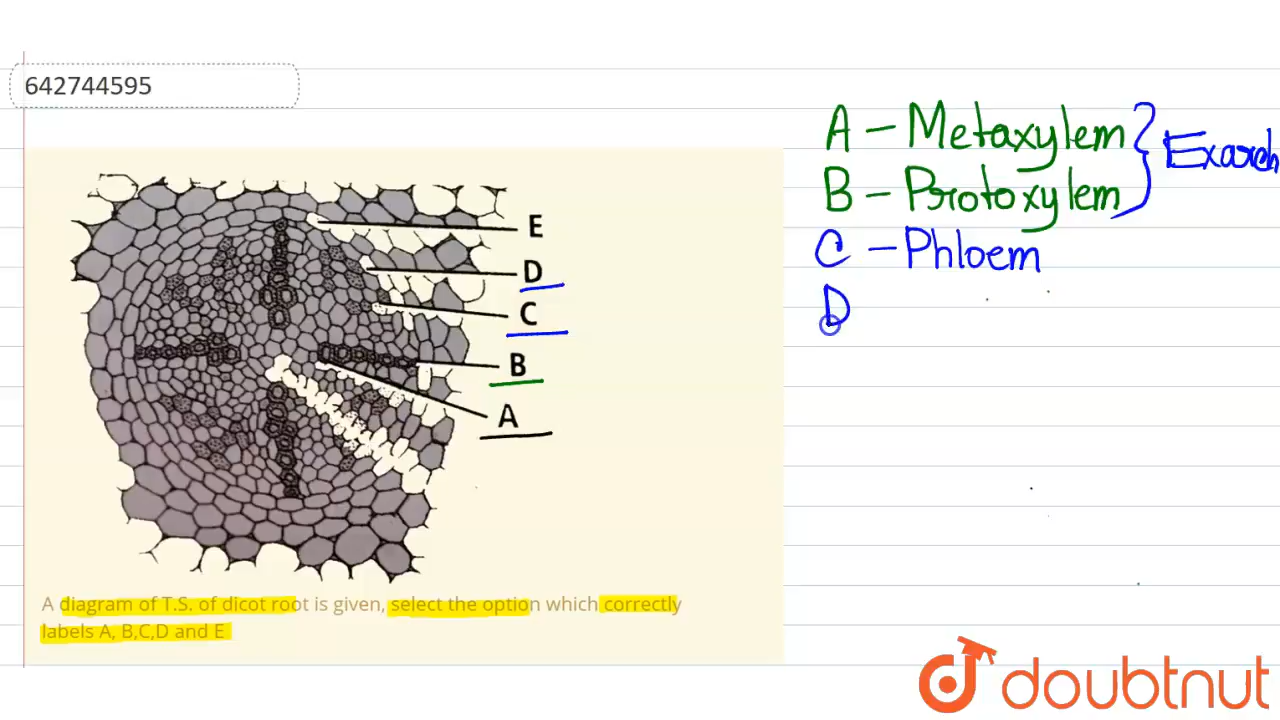 642744595
E
D
C
B
A
A diagram of T.S. of dicot root is given, select the option which correctly
labels A, B,C,D and E
A – Metaxylem
B – Protoxylem
Exarch
C – Phloem
D
doubtnut